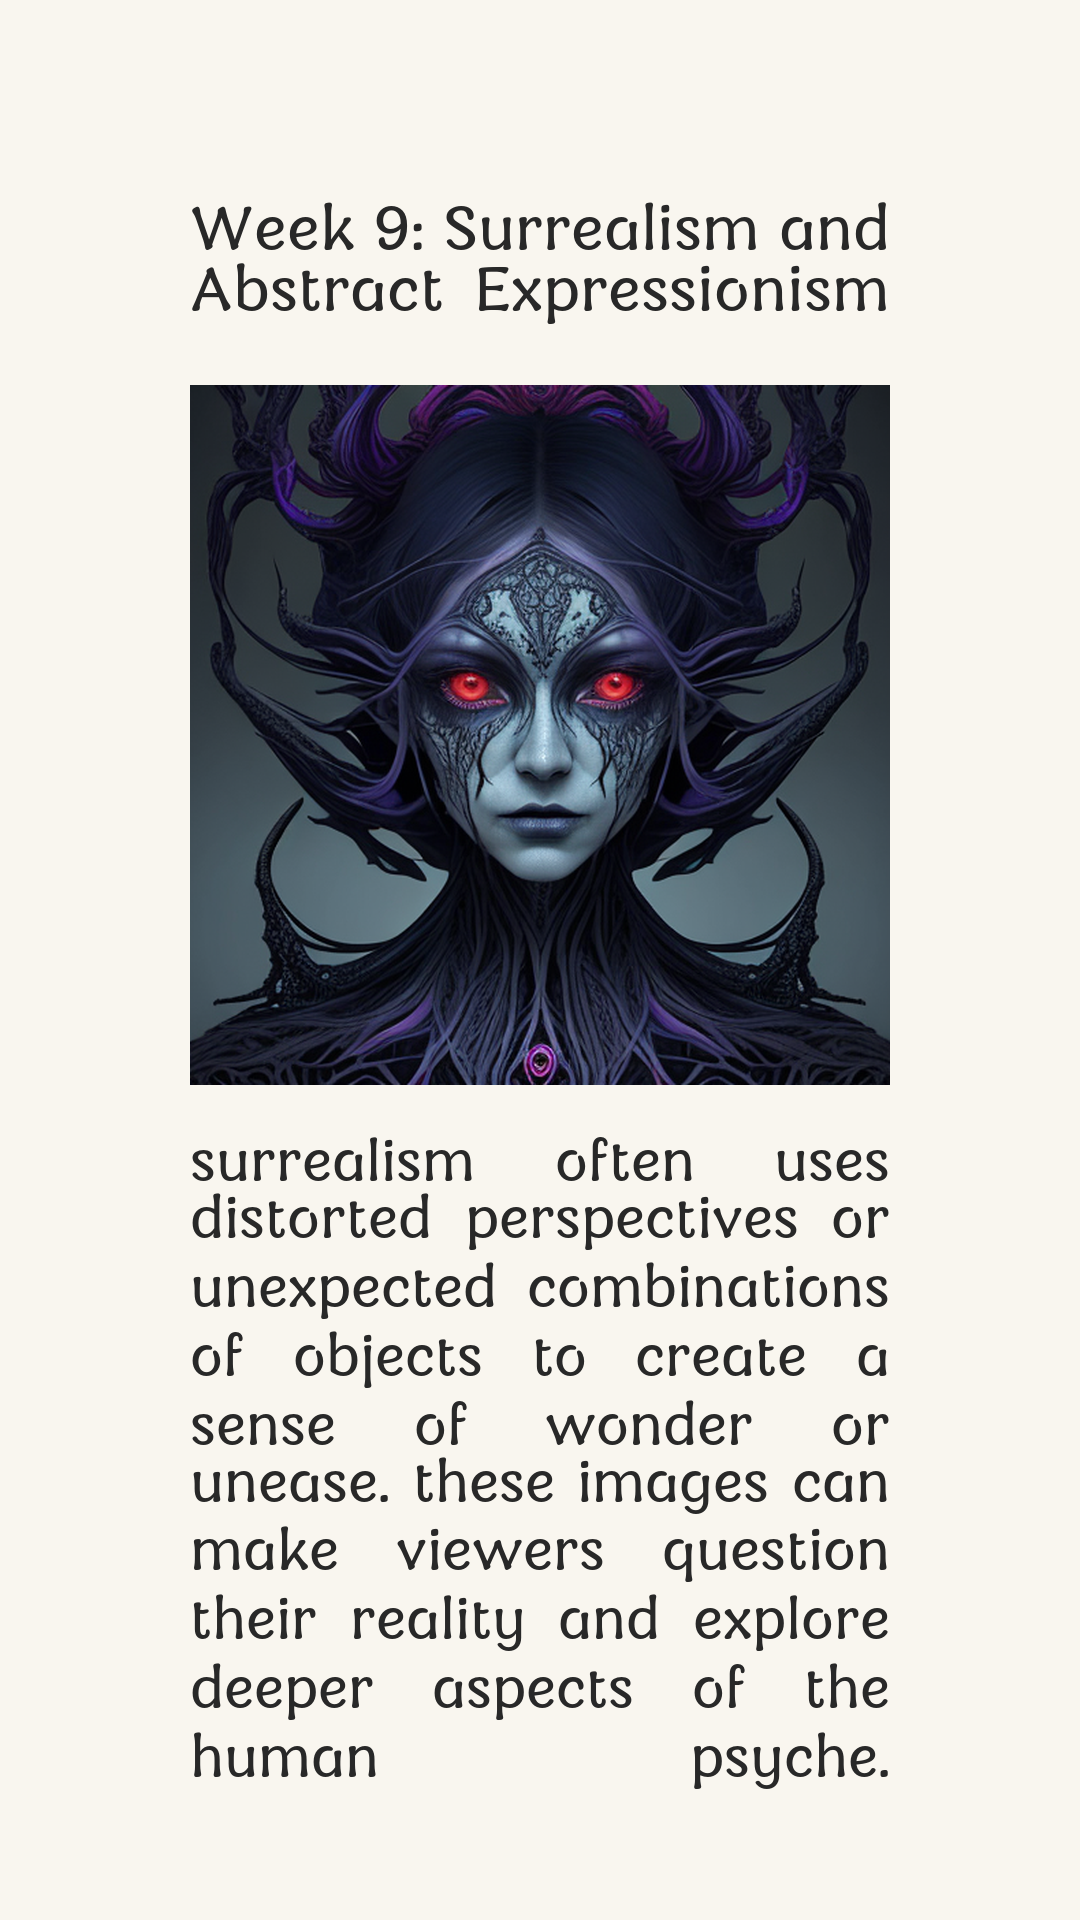 Week 9: Surrealism and
Abstract Expressionism
surrealism often uses
distorted perspectives or
unexpected combinations
of objects to create a
sense of wonder or
unease. these images can
make viewers question
their reality and explore
deeper aspects of the
human psyche.